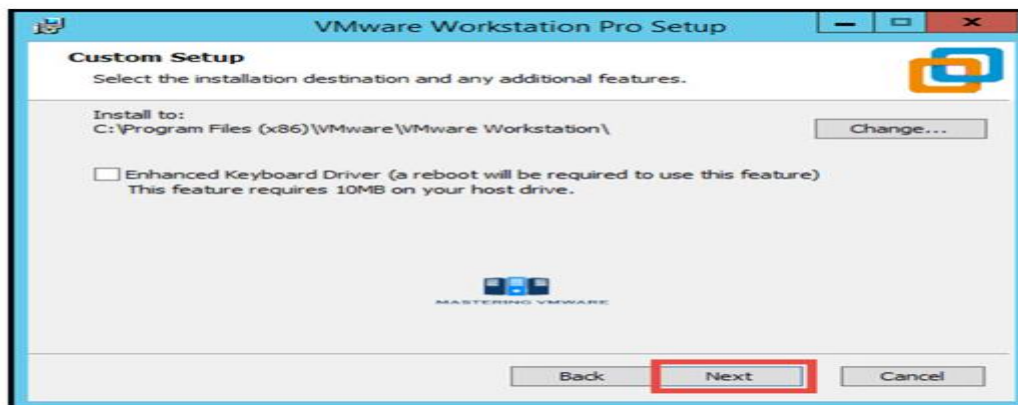 VMware Workstation Pro Setup
Custom Setup
Select the installation destination and any additional features.
Install to:
C:\Program Files (x86)\VMware\VMware Workstation\
Change...
Enhanced Keyboard Driver (a reboot will be required to use this feature)
This feature requires 10MB on your host drive.
MASTERING VMWARE
Back Next Cancel